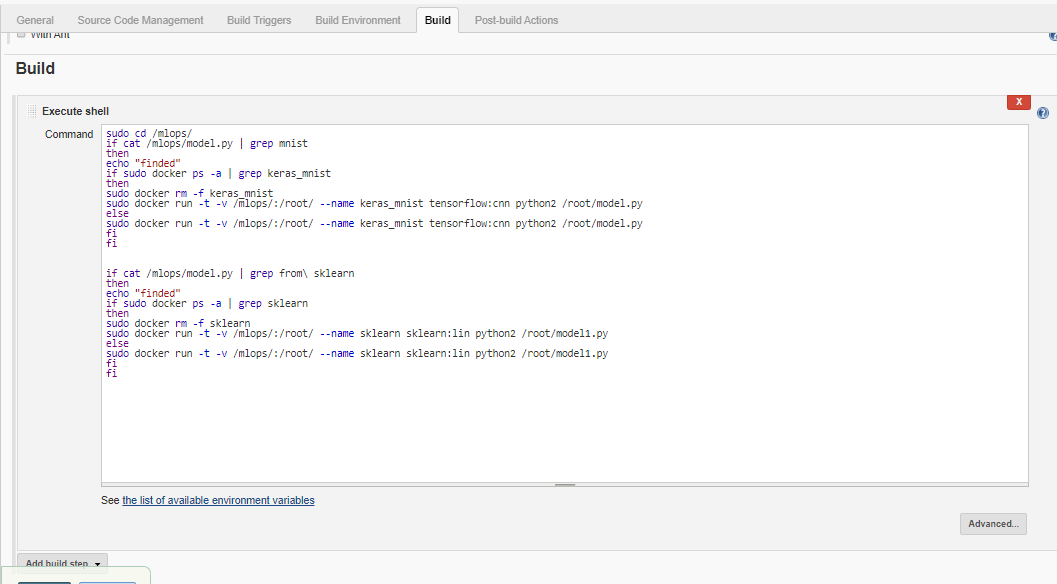 General Source Code Management Build Triggers Build Environment Build Post-build Actions
With Ant
Build
X
Execute shell
Command
sudo cd /mlops/
if cat /mlops/model.py | grep mnist
then
echo "finded"
if sudo docker ps -a | grep keras_mnist
then
sudo docker rm -f keras_mnist
sudo docker run -t -v /mlops/:/root/ --name keras_mnist tensorflow:cnn python2 /root/model.py
else
sudo docker run -t -v /mlops/:/root/ --name keras_mnist tensorflow:cnn python2 /root/model.py
fi
fi
if cat /mlops/model.py | grep from\ sklearn
then
echo "finded"
if sudo docker ps -a | grep sklearn
then
sudo docker rm -f sklearn
sudo docker run -t -v /mlops/:/root/ --name sklearn sklearn:lin python2 /root/model1.py
else
sudo docker run -t -v /mlops/:/root/ --name sklearn sklearn:lin python2 /root/model1.py
fi
fi
See the list of available environment variables
Advanced...
Add build step